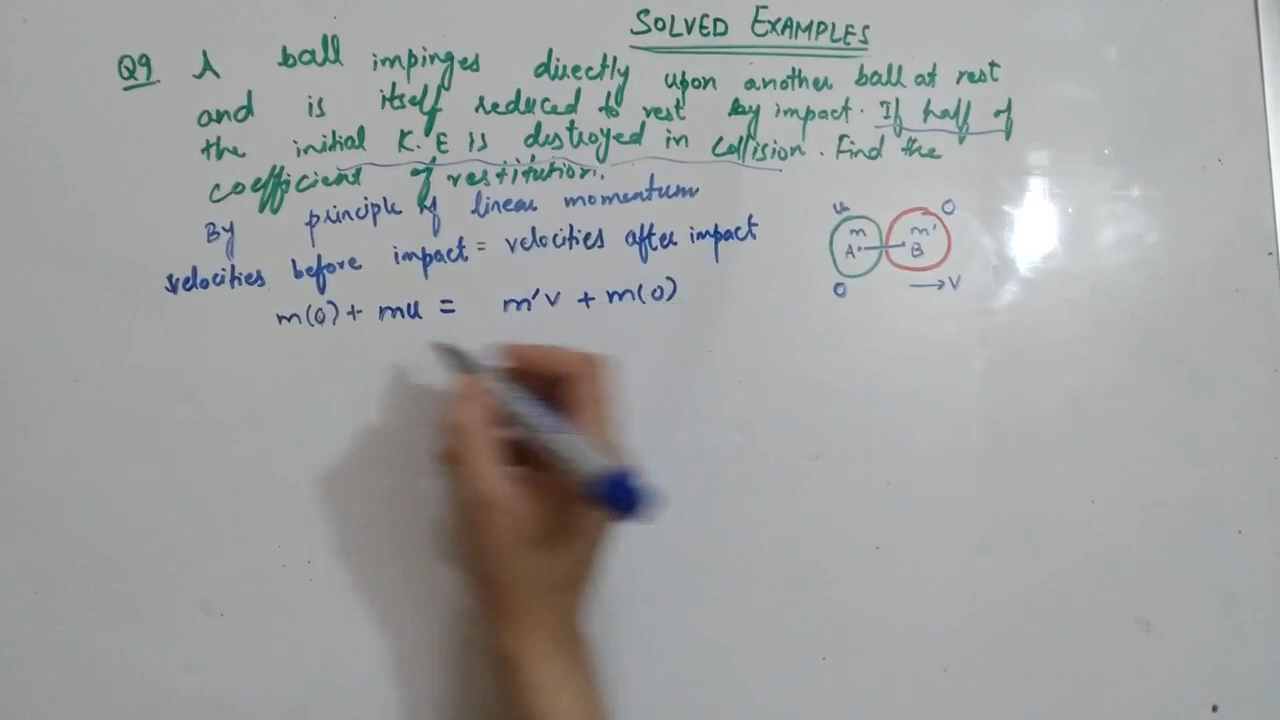 SOLVED EXAMPLES
Q9 A ball impinges directly upon another ball at rest
and is itself reduced to rest by impact. If half of
the initial K.E is destroyed in collision. Find the
coefficient of restitution.
By principle of linear momentum
velocities before impact = velocities after impact
m(0) + mu = m'v + m(0)
u 0
m m'
A B
0 →V